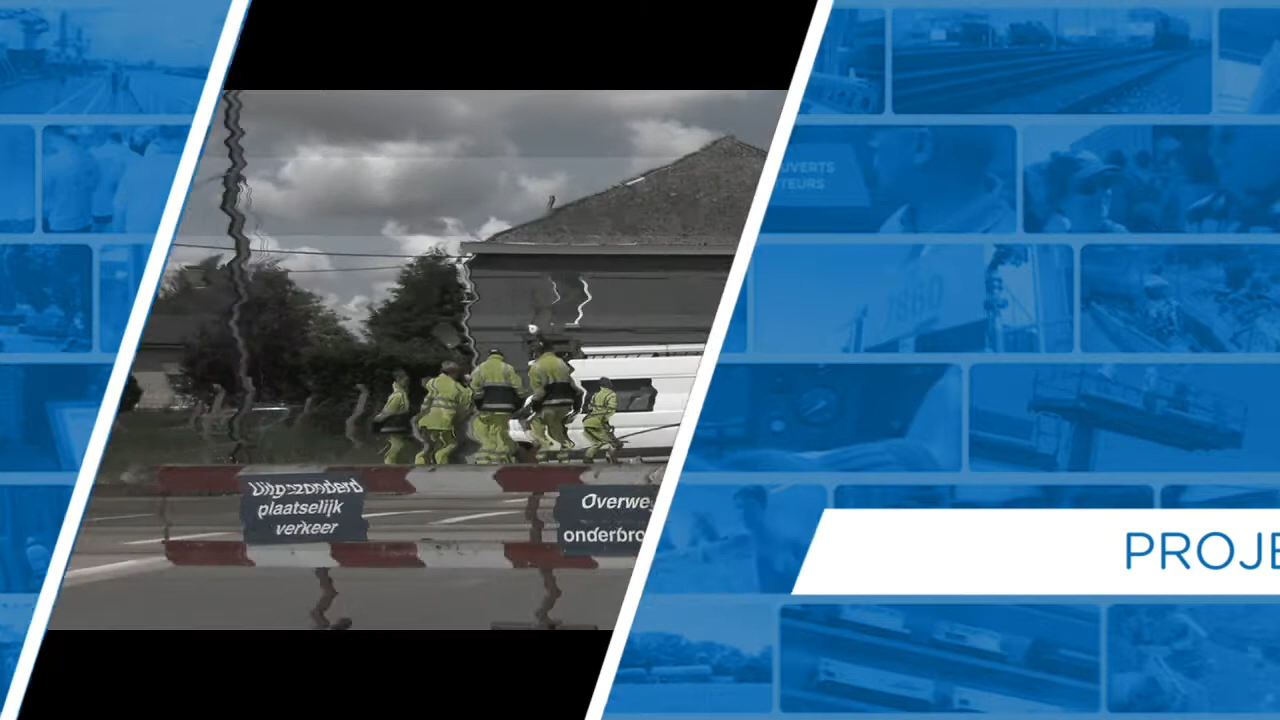 Uitgezonderd
plaatselijk
verkeer
Overwe
onderbro
PROJE